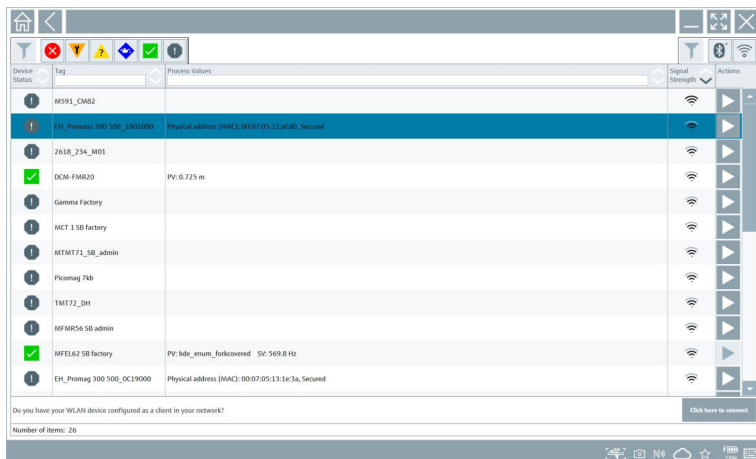 Device Status
Tag
Process Values
Signal Strength
Actions
M591_CM82
EH_Promass 300 500_1002000 Physical address (MAC): 00:07:05:11:af:d0, Secured
2618_234_M01
DCM-FMR20 PV: 0.725 m
Gamma Factory
MCT 1 SB factory
MTMT71_SB_admin
Picomag 7kb
TMT72_DH
MFMR56 SB admin
MFEL62 SB factory PV: bde_enum_forkcovered SV: 569.8 Hz
EH_Promag 300 500_0C19000 Physical address (MAC): 00:07:05:13:1e:3a, Secured
Do you have your WLAN device configured as a client in your network? Click here to connect
Number of items: 26